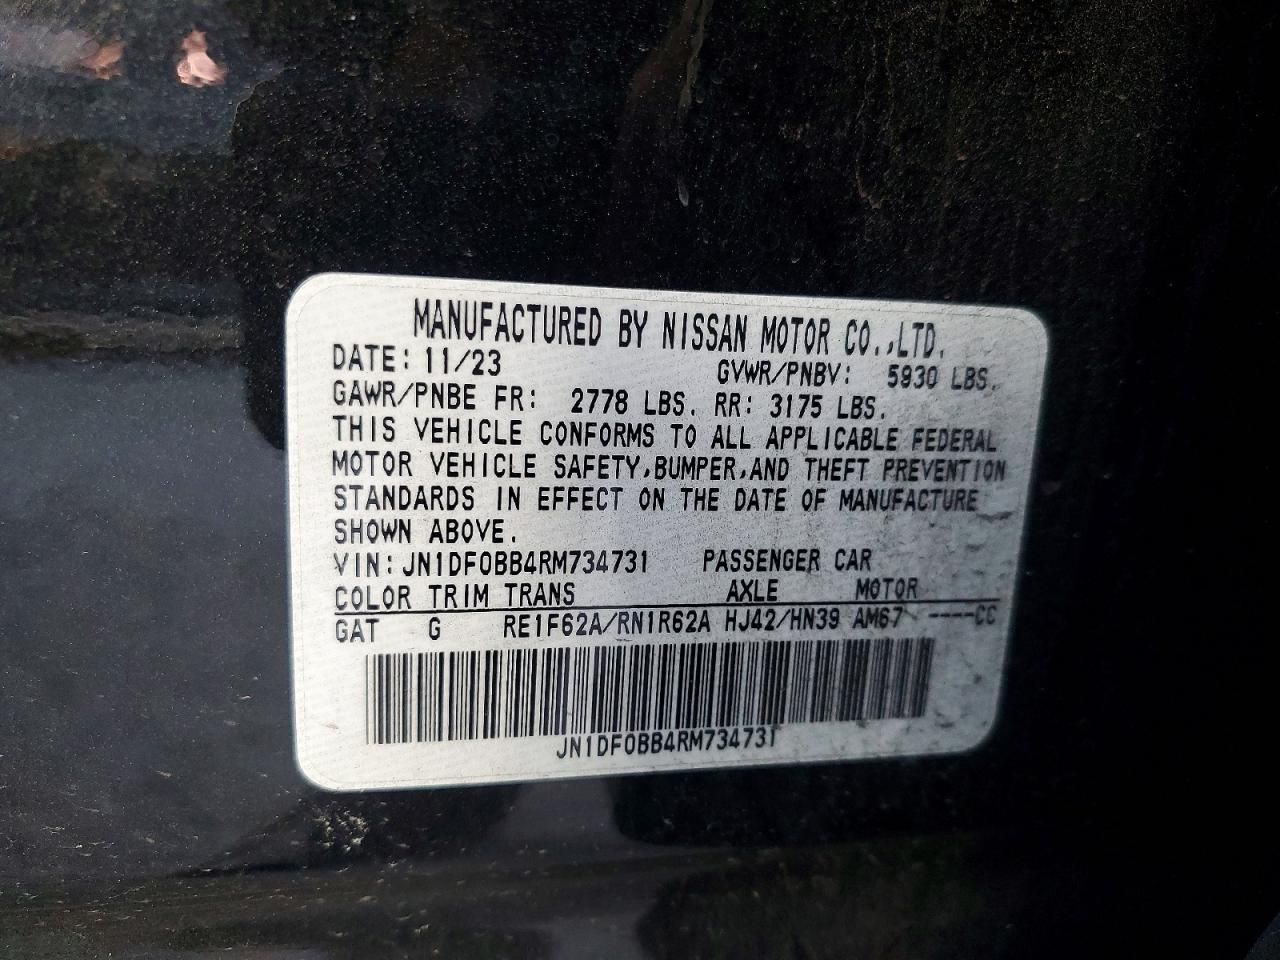 MANUFACTURED BY NISSAN MOTOR CO.,LTD.
DATE: 11/23 GVWR/PNBV: 5930 LBS.
GAWR/PNBE FR: 2778 LBS. RR: 3175 LBS.
THIS VEHICLE CONFORMS TO ALL APPLICABLE FEDERAL
MOTOR VEHICLE SAFETY,BUMPER,AND THEFT PREVENTION
STANDARDS IN EFFECT ON THE DATE OF MANUFACTURE
SHOWN ABOVE.
VIN: JN1DF0BB4RM734731 PASSENGER CAR
COLOR TRIM TRANS AXLE MOTOR
GAT G RE1F62A/RN1R62A HJ42/HN39 AM67 ----CC
JN1DF0BB4RM734731